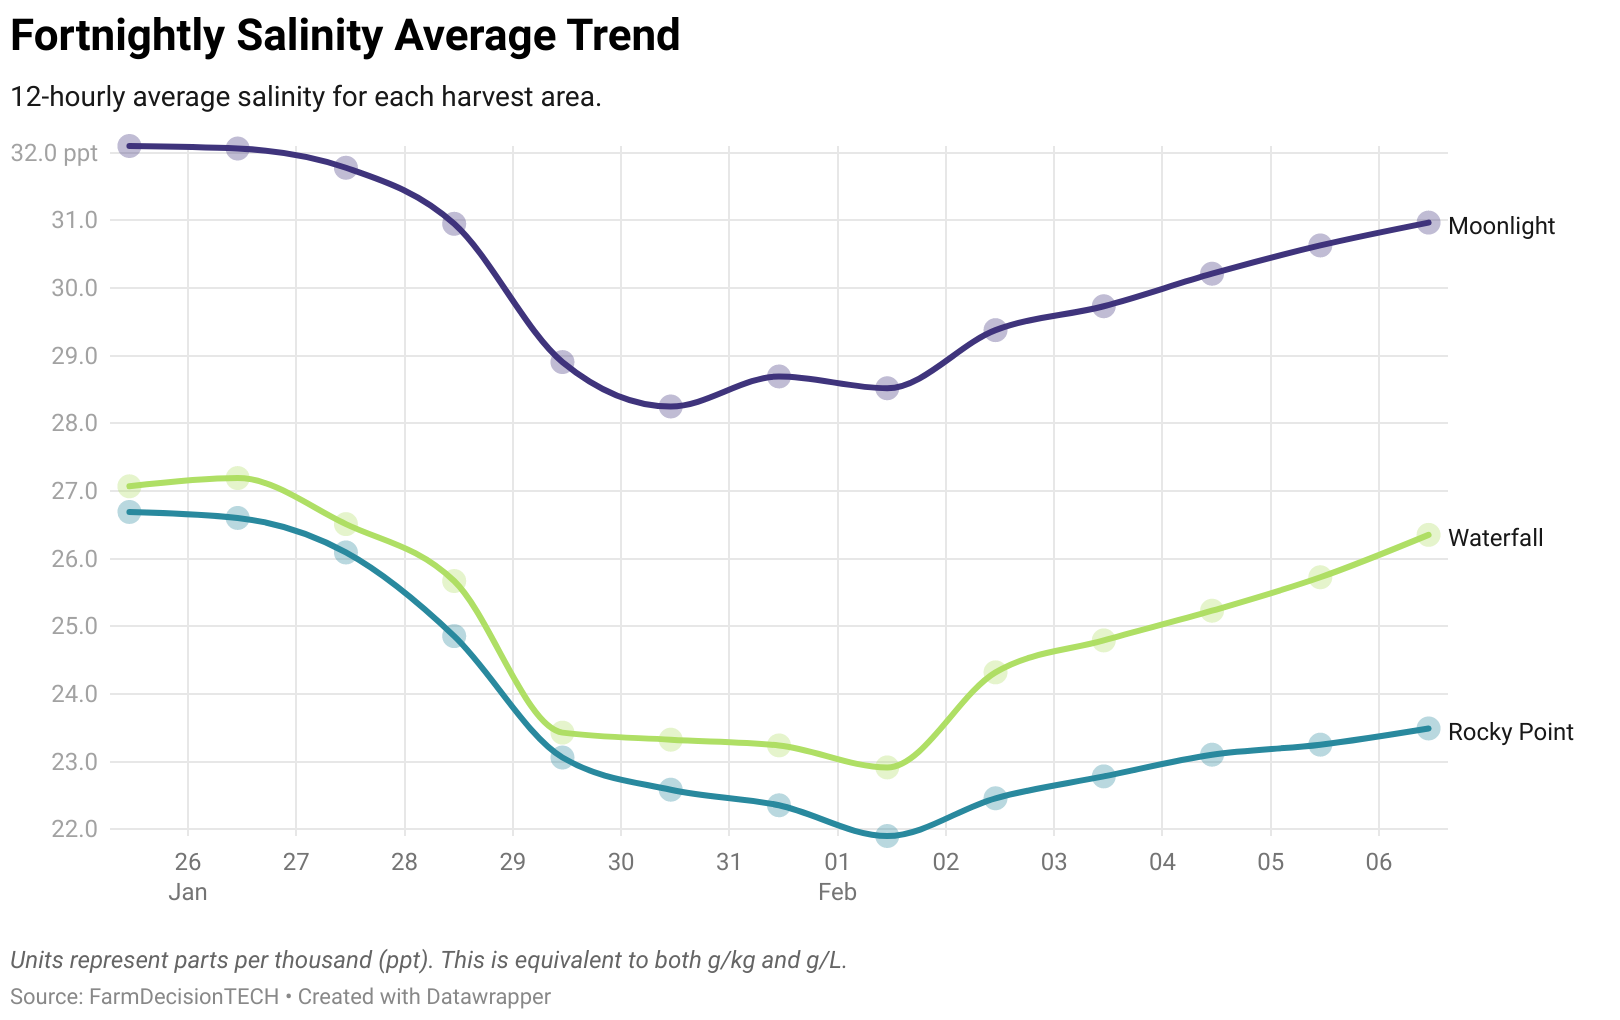 Fortnightly Salinity Average Trend
12-hourly average salinity for each harvest area.
32.0 ppt
31.0
Moonlight
30.0
29.0
28.0
27.0
26.0
Waterfall
25.0
24.0
23.0
Rocky Point
22.0
26 27 28 29 30 31 01 02 03 04 05 06
Jan Feb
Units represent parts per thousand (ppt). This is equivalent to both g/kg and g/L.
Source: FarmDecisionTECH • Created with Datawrapper